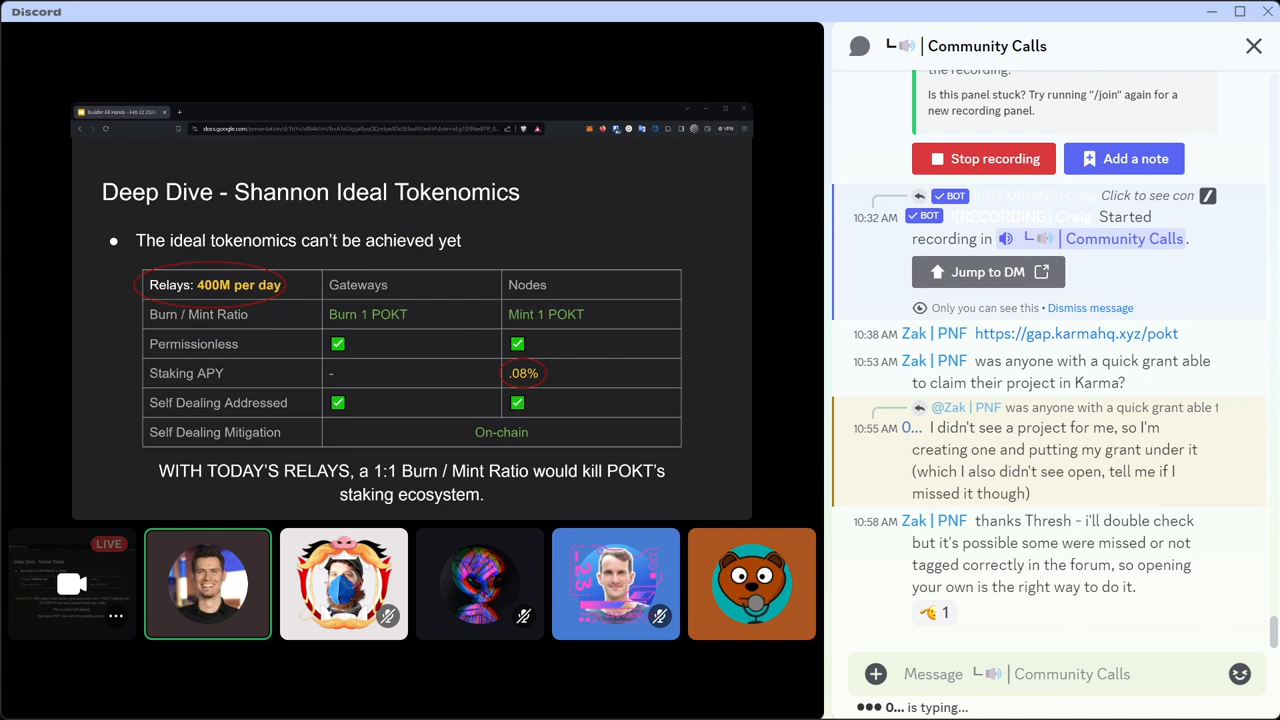 Discord
Community Calls
the recording.
Is this panel stuck? Try running "/join" again for a
new recording panel.
Stop recording
Add a note
BOT ![RECORDING] Craig Click to see con
10:32 AM BOT ![RECORDING] Craig Started
recording in Community Calls.
Jump to DM
Only you can see this • Dismiss message
10:38 AM Zak | PNF https://gap.karmahq.xyz/pokt
10:53 AM Zak | PNF was anyone with a quick grant able
to claim their project in Karma?
@Zak | PNF was anyone with a quick grant able t
10:55 AM 0... I didn't see a project for me, so I'm
creating one and putting my grant under it
(which I also didn't see open, tell me if I
missed it though)
10:58 AM Zak | PNF thanks Thresh - i'll double check
but it's possible some were missed or not
tagged correctly in the forum, so opening
your own is the right way to do it.
Message Community Calls
0... is typing...
Deep Dive - Shannon Ideal Tokenomics
The ideal tokenomics can't be achieved yet
Relays: 400M per day Gateways Nodes
Burn / Mint Ratio Burn 1 POKT Mint 1 POKT
Permissionless
Staking APY - .08%
Self Dealing Addressed
Self Dealing Mitigation On-chain
WITH TODAY'S RELAYS, a 1:1 Burn / Mint Ratio would kill POKT's
staking ecosystem.
LIVE